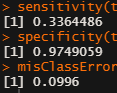 > sensitivity(t
[1] 0.3364486
> specificity(t
[1] 0.9749059
> misClassError
[1] 0.0996